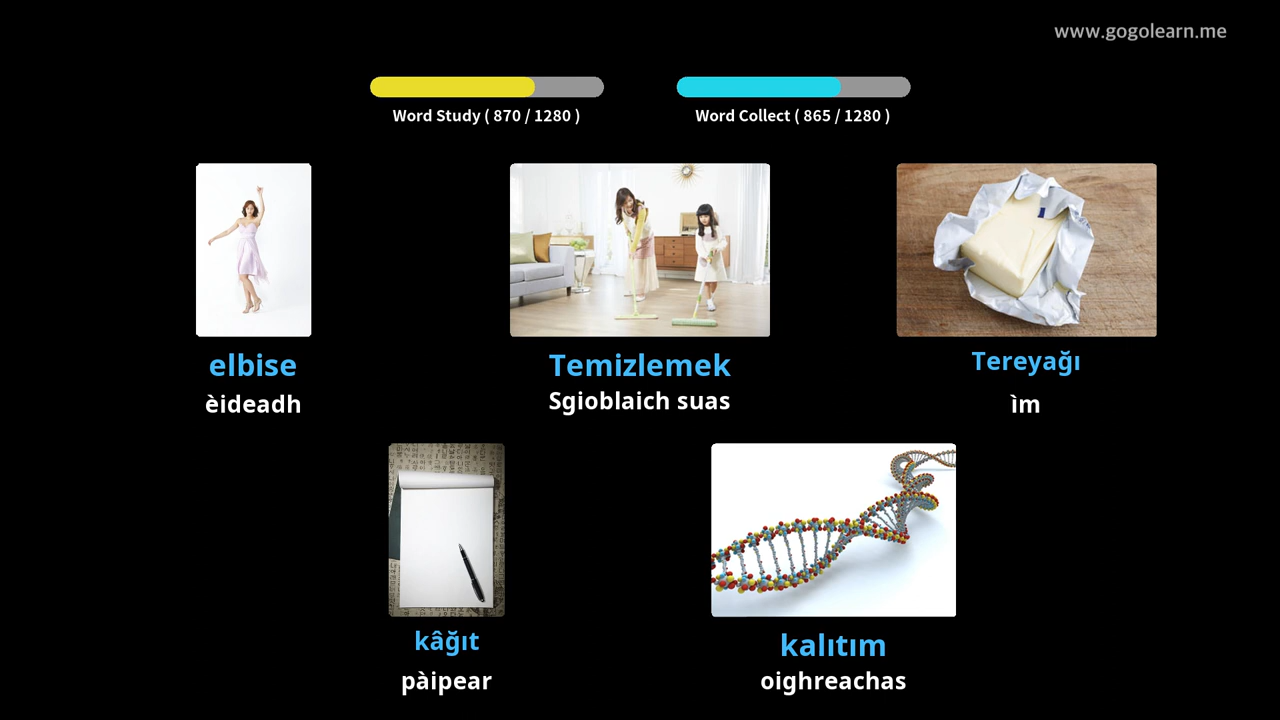 www.gogolearn.me
Word Study ( 870 / 1280 )
Word Collect ( 865 / 1280 )
elbise
èideadh
Temizlemek
Sgioblaich suas
Tereyağı
ìm
kâğıt
pàipear
kalıtım
oighreachas